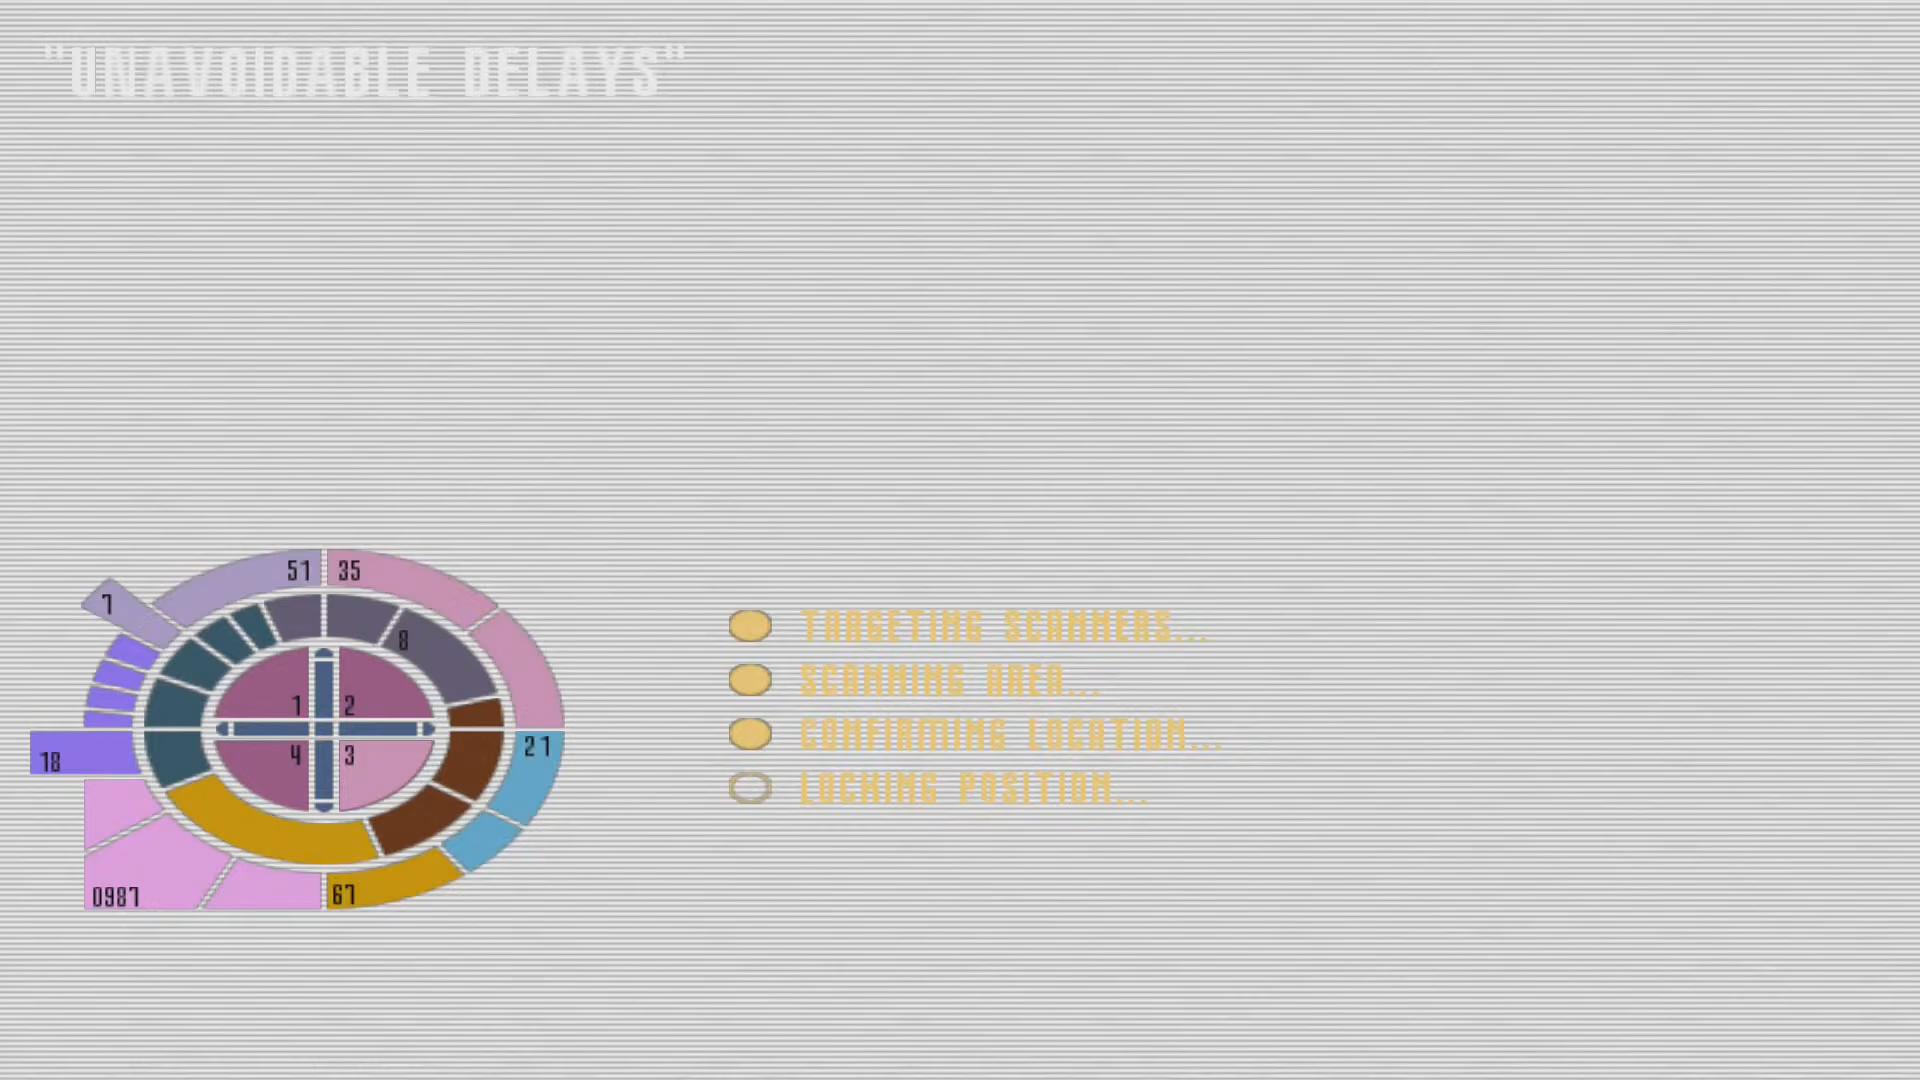 "UNAVOIDABLE DELAYS"
51 35
7
8
TARGETING SCANNERS...
SCANNING AREA...
1 2
CONFIRMING LOCATION...
21
4 3
18
LOCKING POSITION...
0987
67